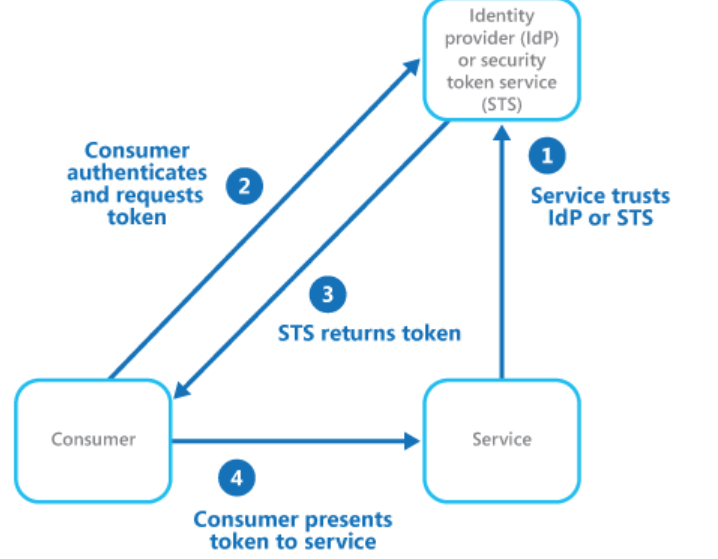 Identity
provider (IdP)
or security
token service
(STS)
1
Service trusts
IdP or STS
Consumer
authenticates
and requests
token
2
3
STS returns token
Consumer
Service
4
Consumer presents
token to service